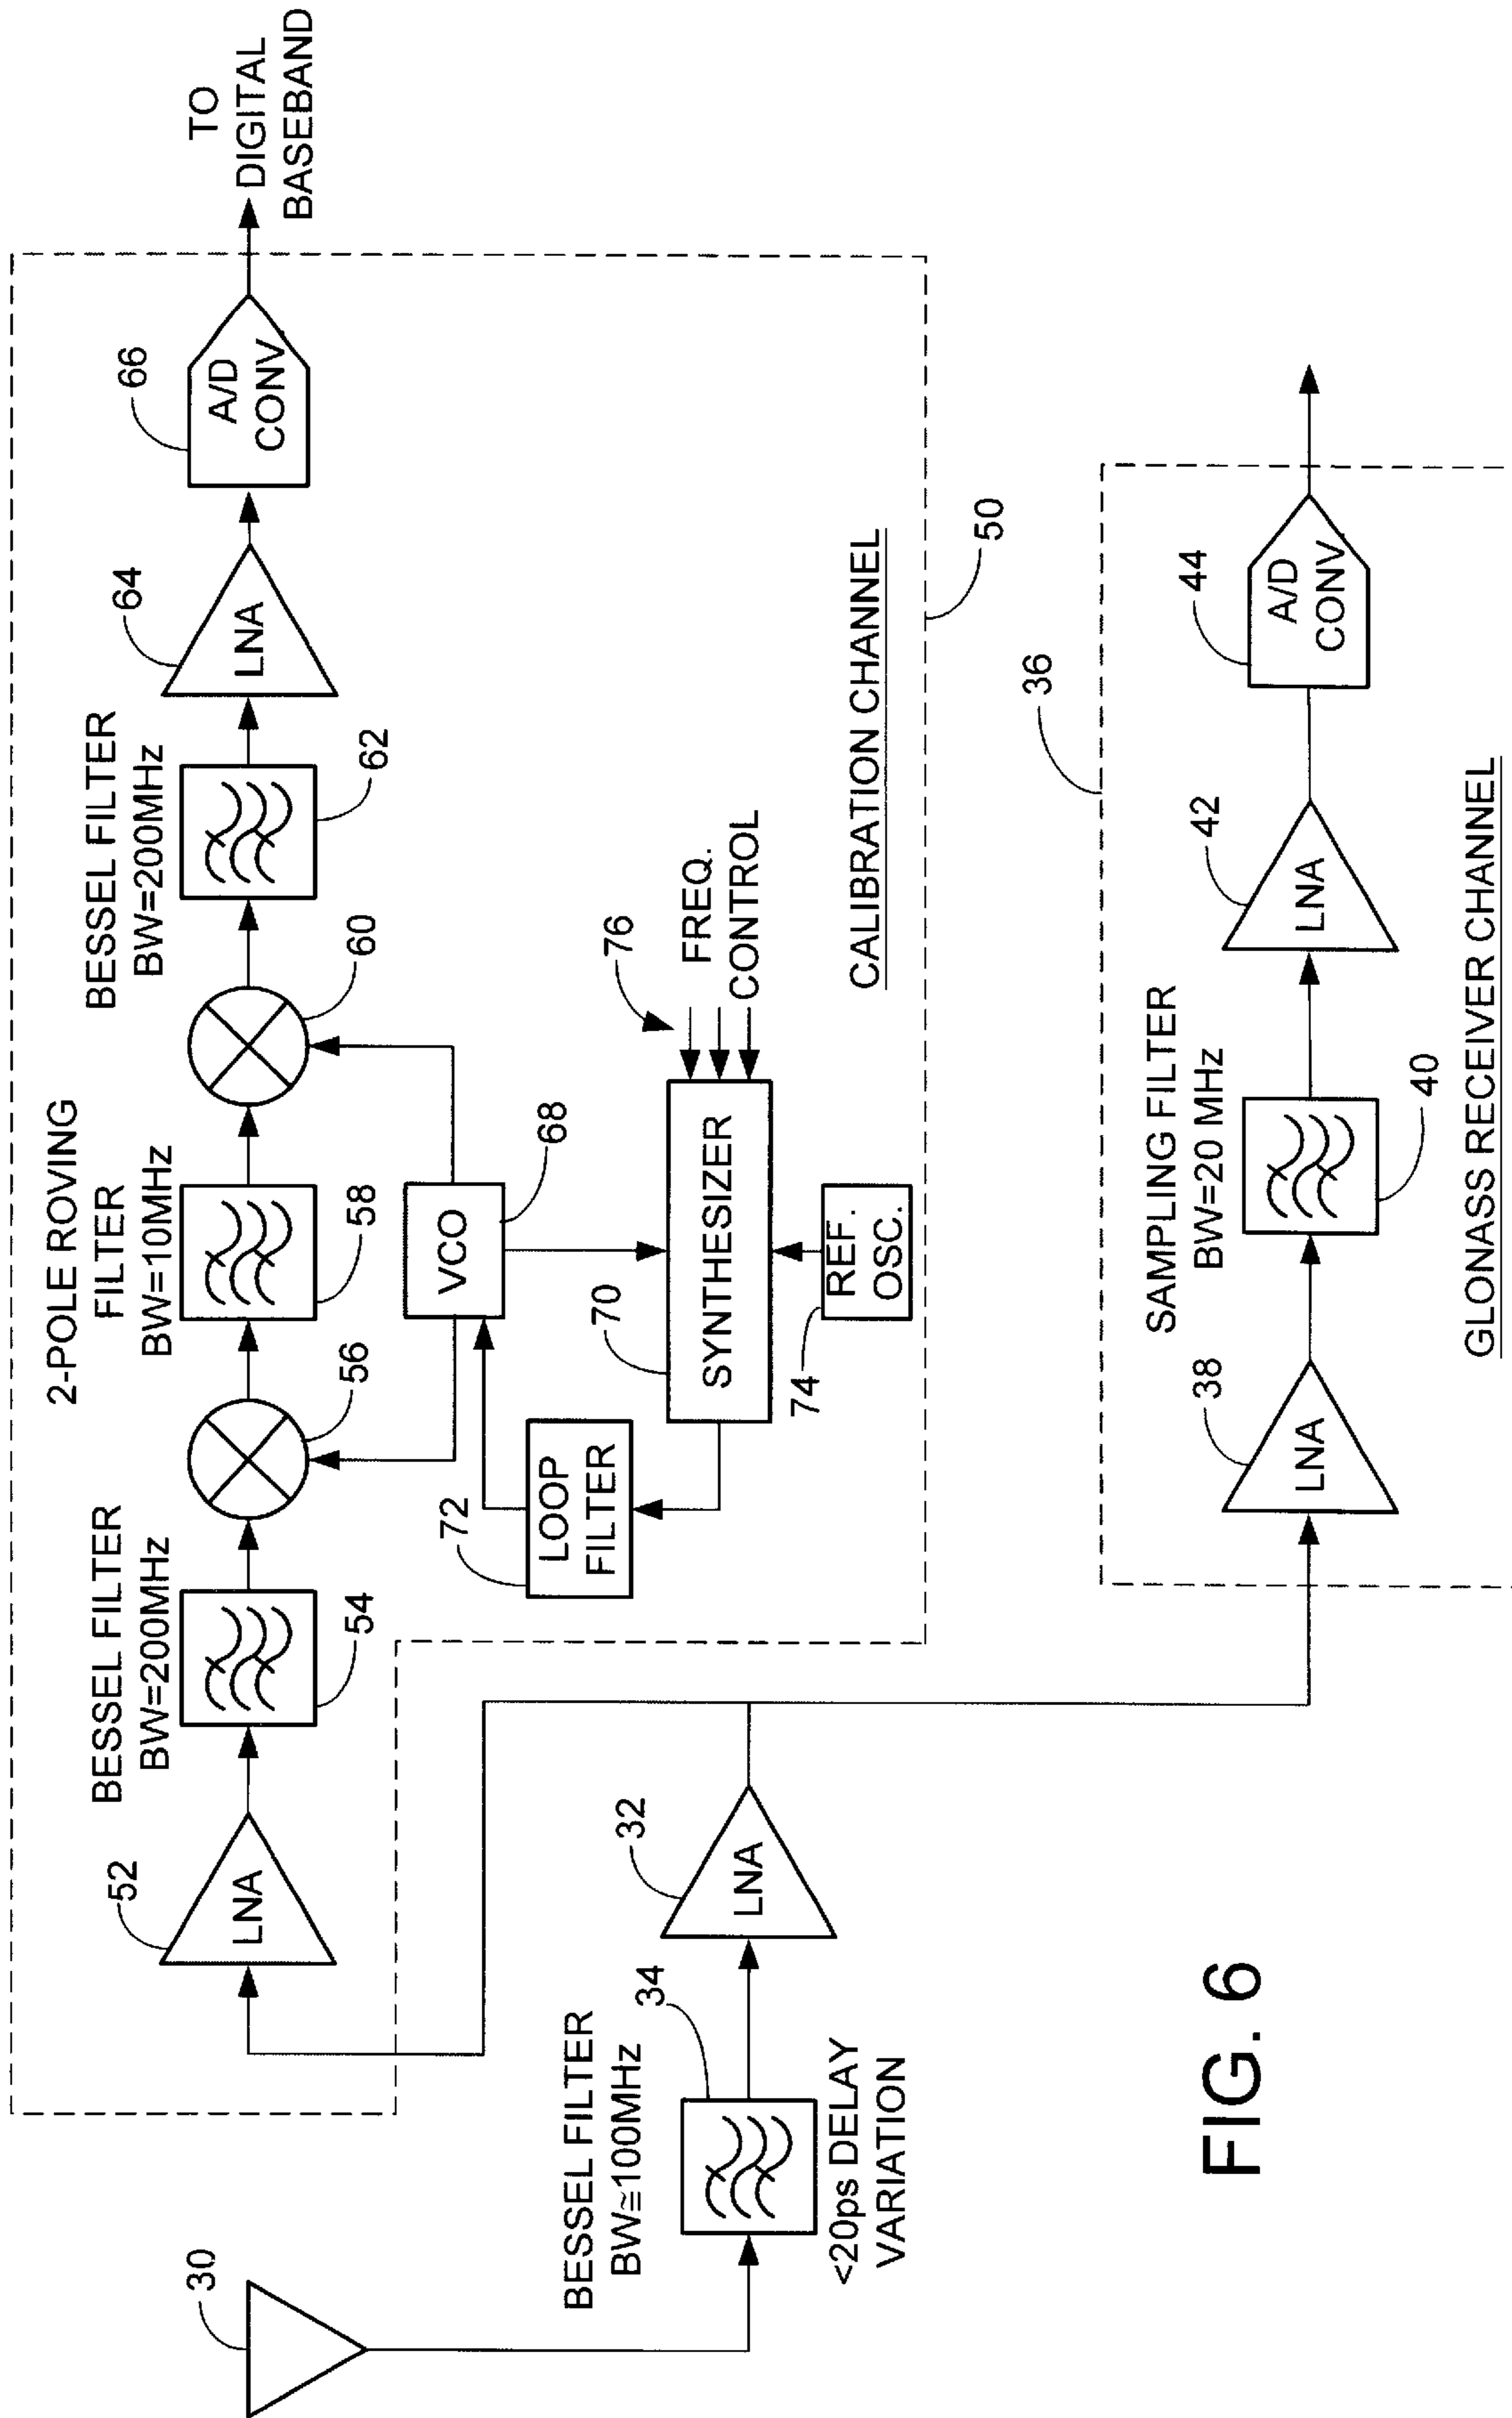 30
BESSEL FILTER
BW≅100MHz
34
<20ps DELAY
VARIATION
32
LNA
52
LNA
BESSEL FILTER
BW=200MHz
54
56
2-POLE ROVING
FILTER
BW=10MHz
58
60
BESSEL FILTER
BW=200MHz
62
64
LNA
66
A/D
CONV
TO
DIGITAL
BASEBAND
72
LOOP
FILTER
VCO
68
70
SYNTHESIZER
74
REF.
OSC.
76
FREQ.
CONTROL
CALIBRATION CHANNEL
50
36
38
LNA
SAMPLING FILTER
BW=20 MHz
40
42
LNA
44
A/D
CONV
GLONASS RECEIVER CHANNEL
FIG. 6